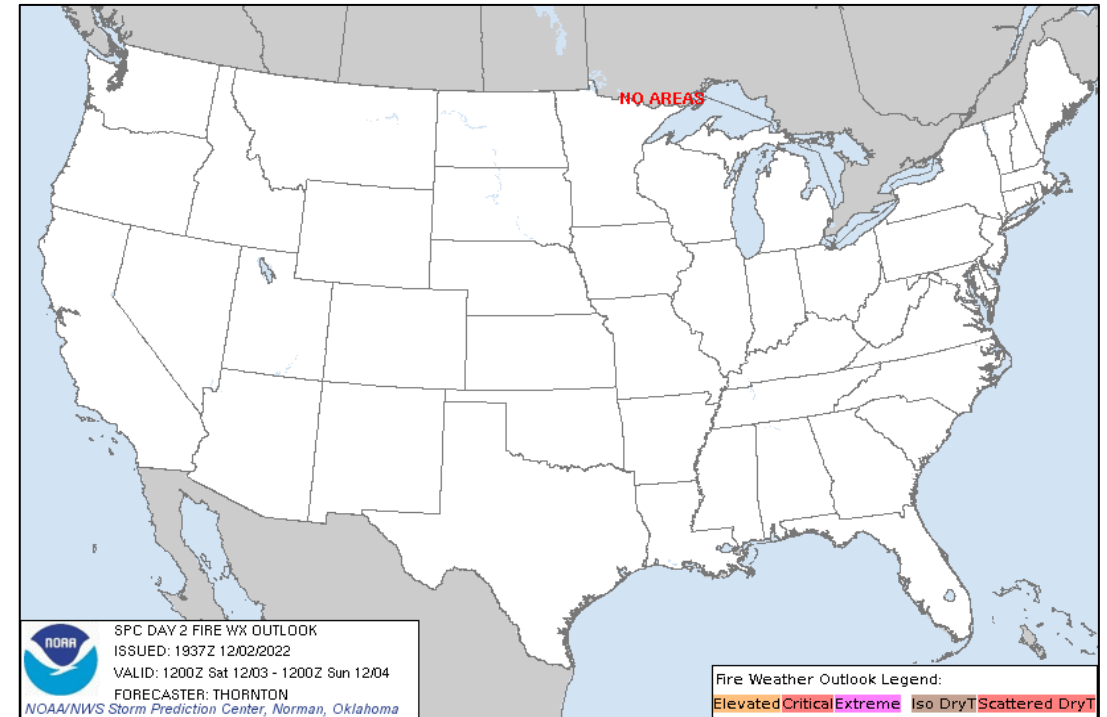 NO AREAS
NOAA
SPC DAY 2 FIRE WX OUTLOOK
ISSUED: 1937Z 12/02/2022
VALID: 1200Z Sat 12/03 - 1200Z Sun 12/04
FORECASTER: THORNTON
NOAA/NWS Storm Prediction Center, Norman, Oklahoma
Fire Weather Outlook Legend:
Elevated Critical Extreme Iso DryT Scattered DryT